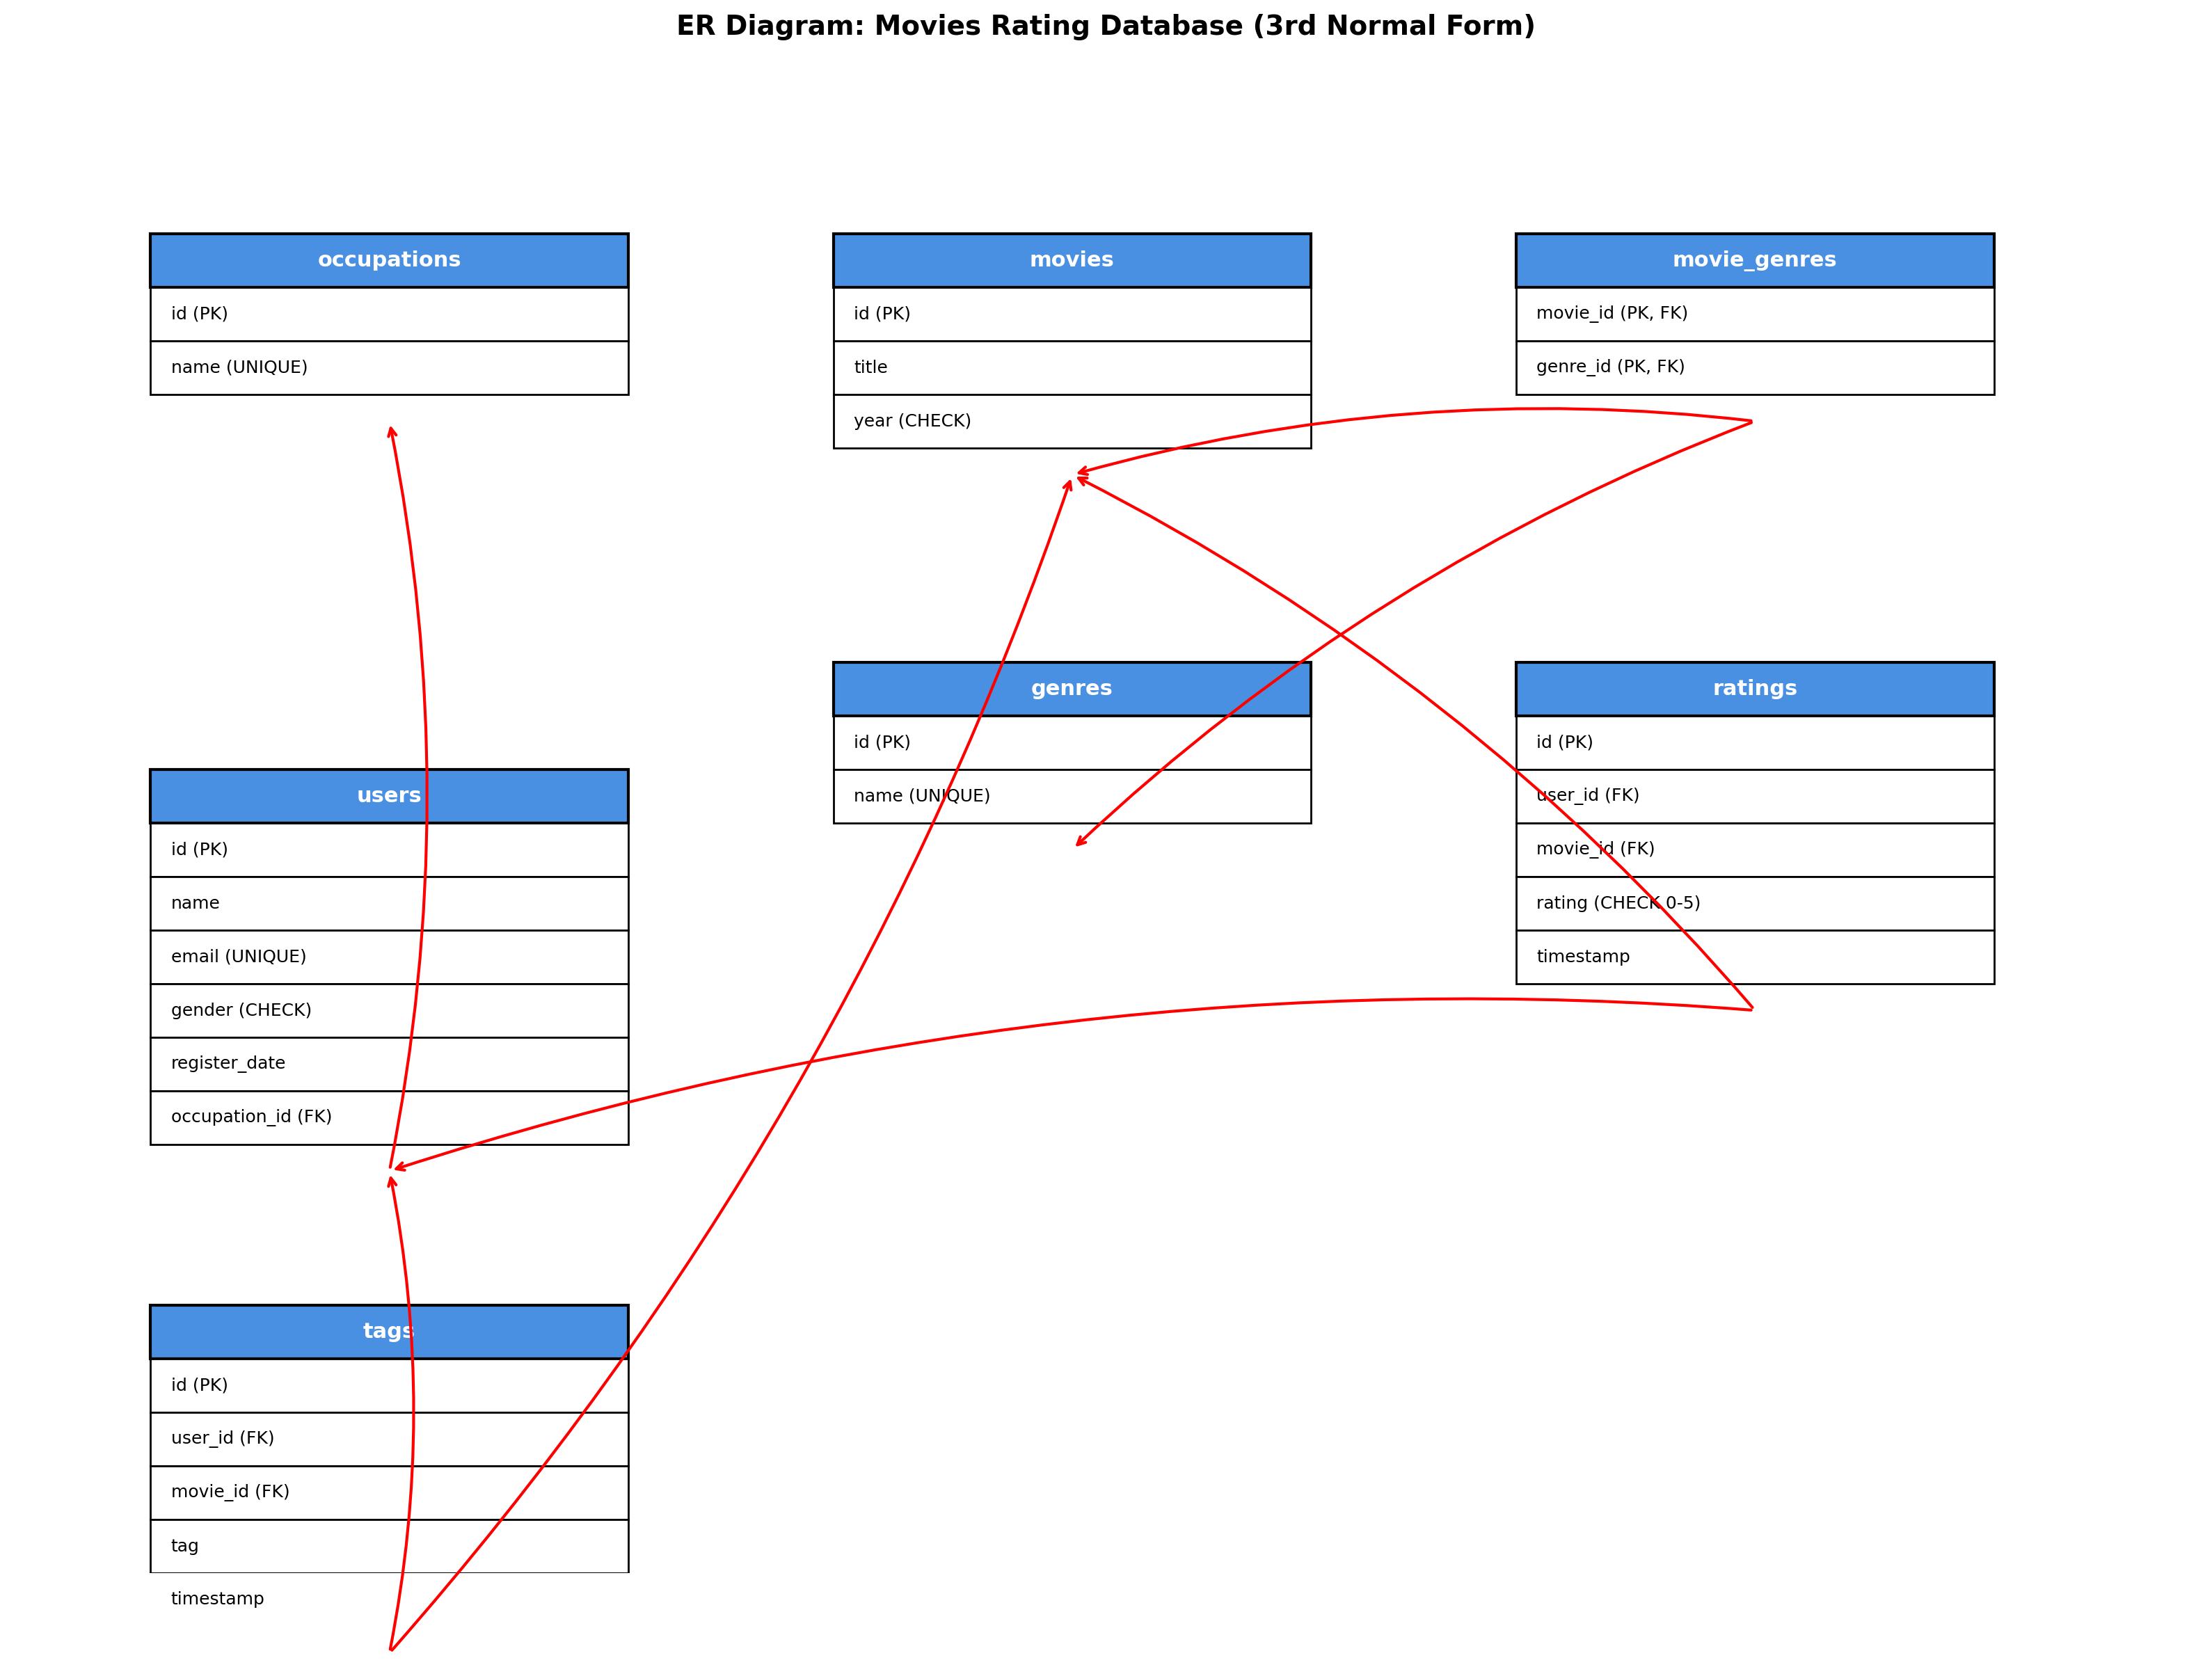 ER Diagram: Movies Rating Database (3rd Normal Form)
occupations
id (PK)
name (UNIQUE)
movies
id (PK)
title
year (CHECK)
movie_genres
movie_id (PK, FK)
genre_id (PK, FK)
users
id (PK)
name
email (UNIQUE)
gender (CHECK)
register_date
occupation_id (FK)
genres
id (PK)
name (UNIQUE)
ratings
id (PK)
user_id (FK)
movie_id (FK)
rating (CHECK 0-5)
timestamp
tags
id (PK)
user_id (FK)
movie_id (FK)
tag
timestamp